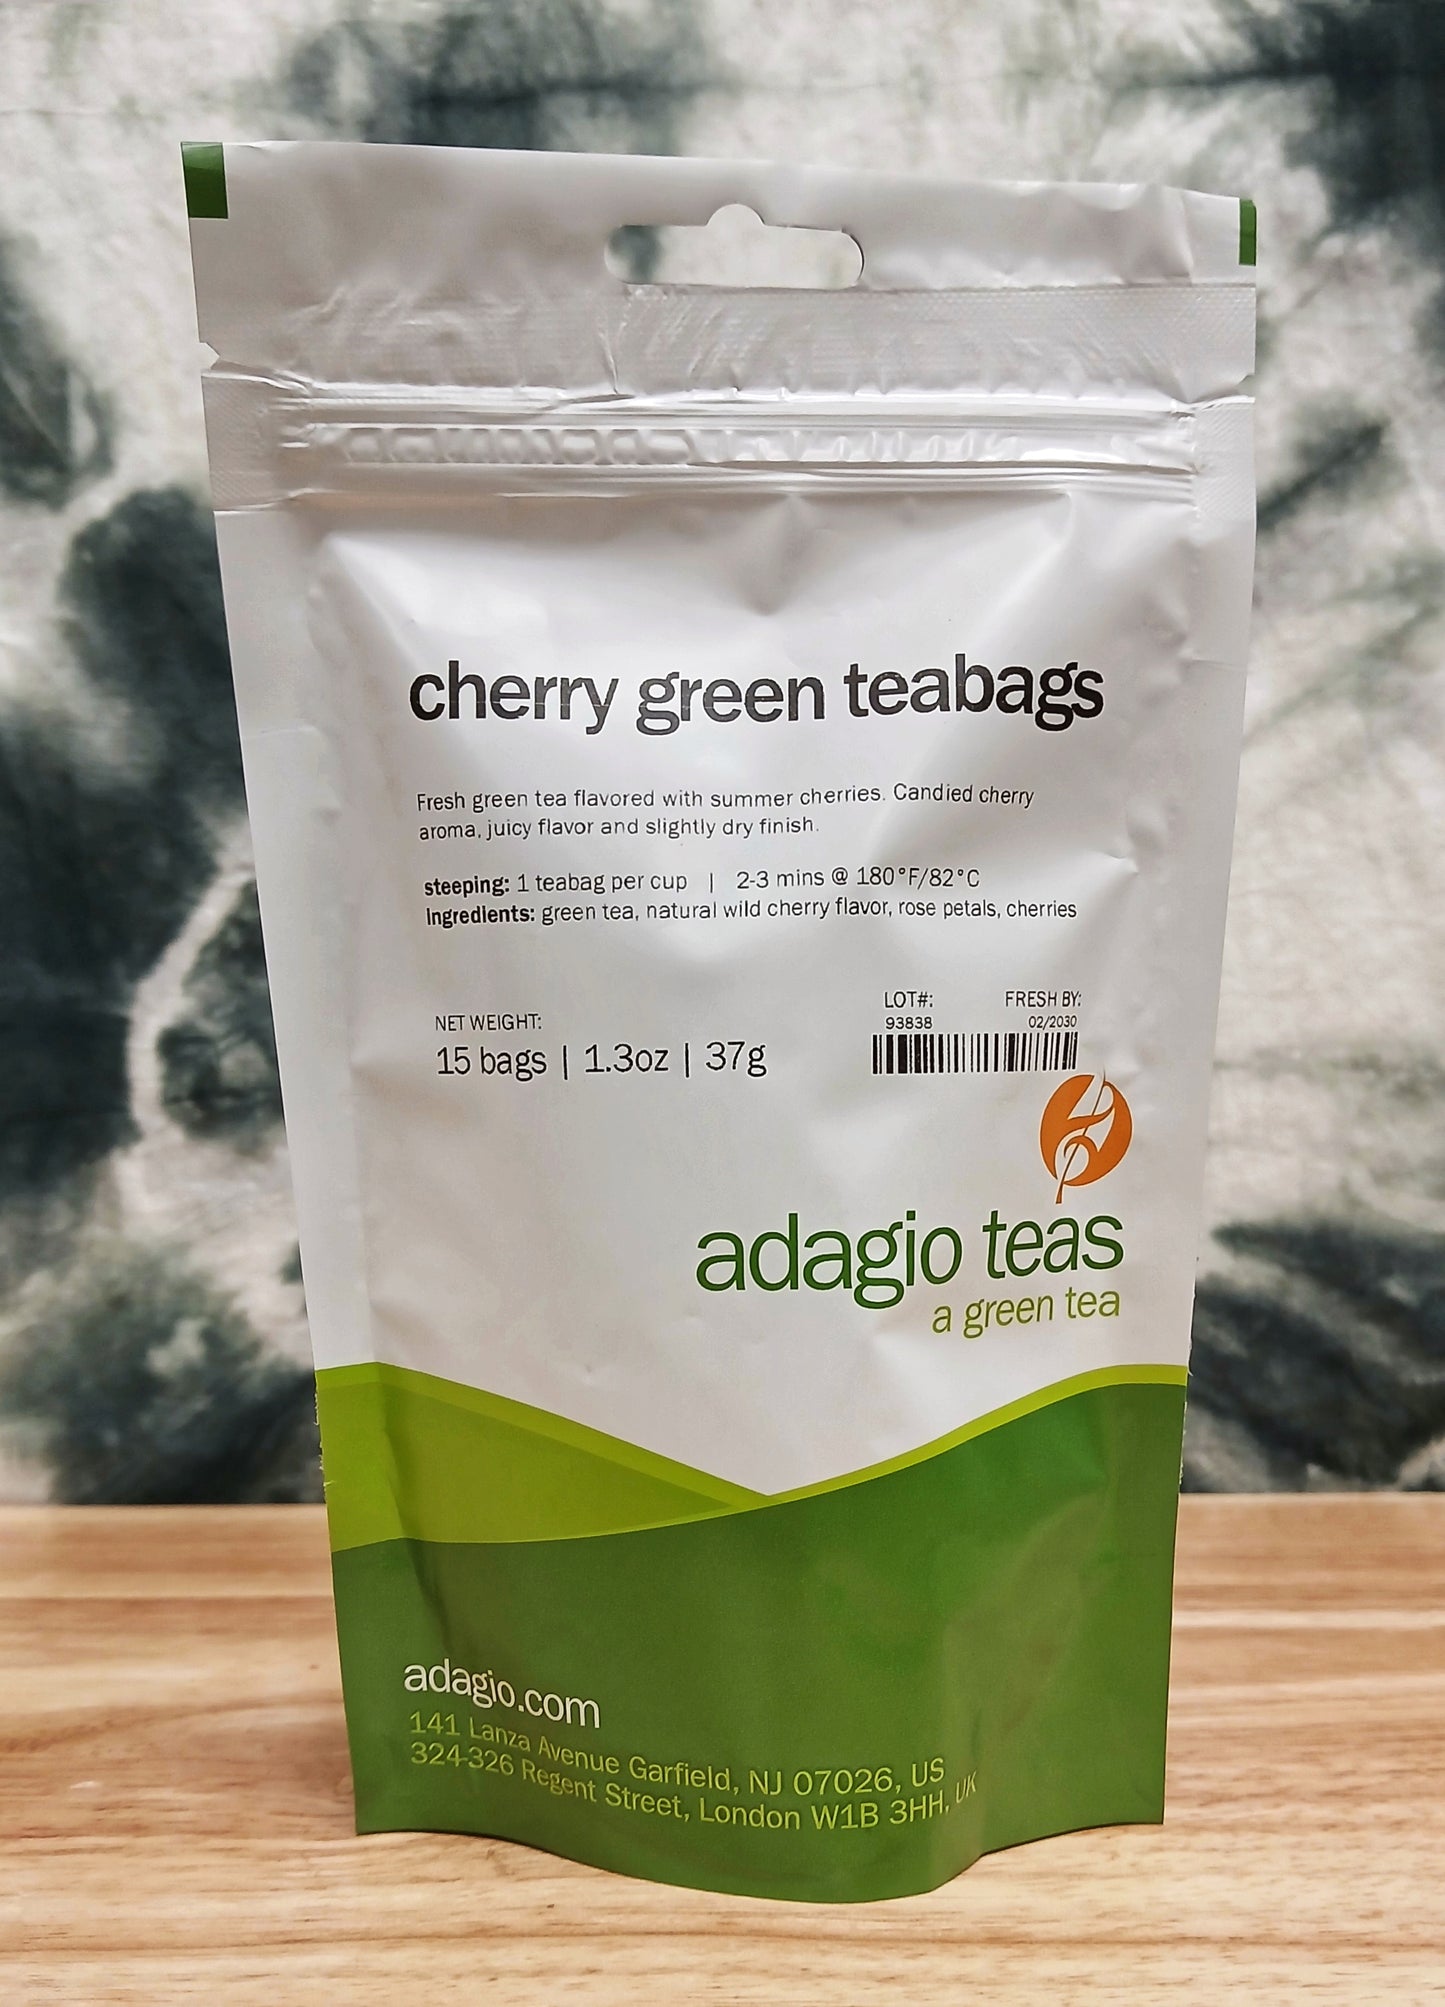 cherry green teabags
Fresh green tea flavored with summer cherries. Candied cherry
aroma, juicy flavor and slightly dry finish.
steeping: 1 teabag per cup | 2-3 mins @ 180°F/82°C
ingredients: green tea, natural wild cherry flavor, rose petals, cherries
NET WEIGHT:
15 bags | 1.3oz | 37g
LOT#: FRESH BY:
93838 02/2030
adagio teas
a green tea
adagio.com
141 Lanza Avenue Garfield, NJ 07026, US
324-326 Regent Street, London W1B 3HH, UK